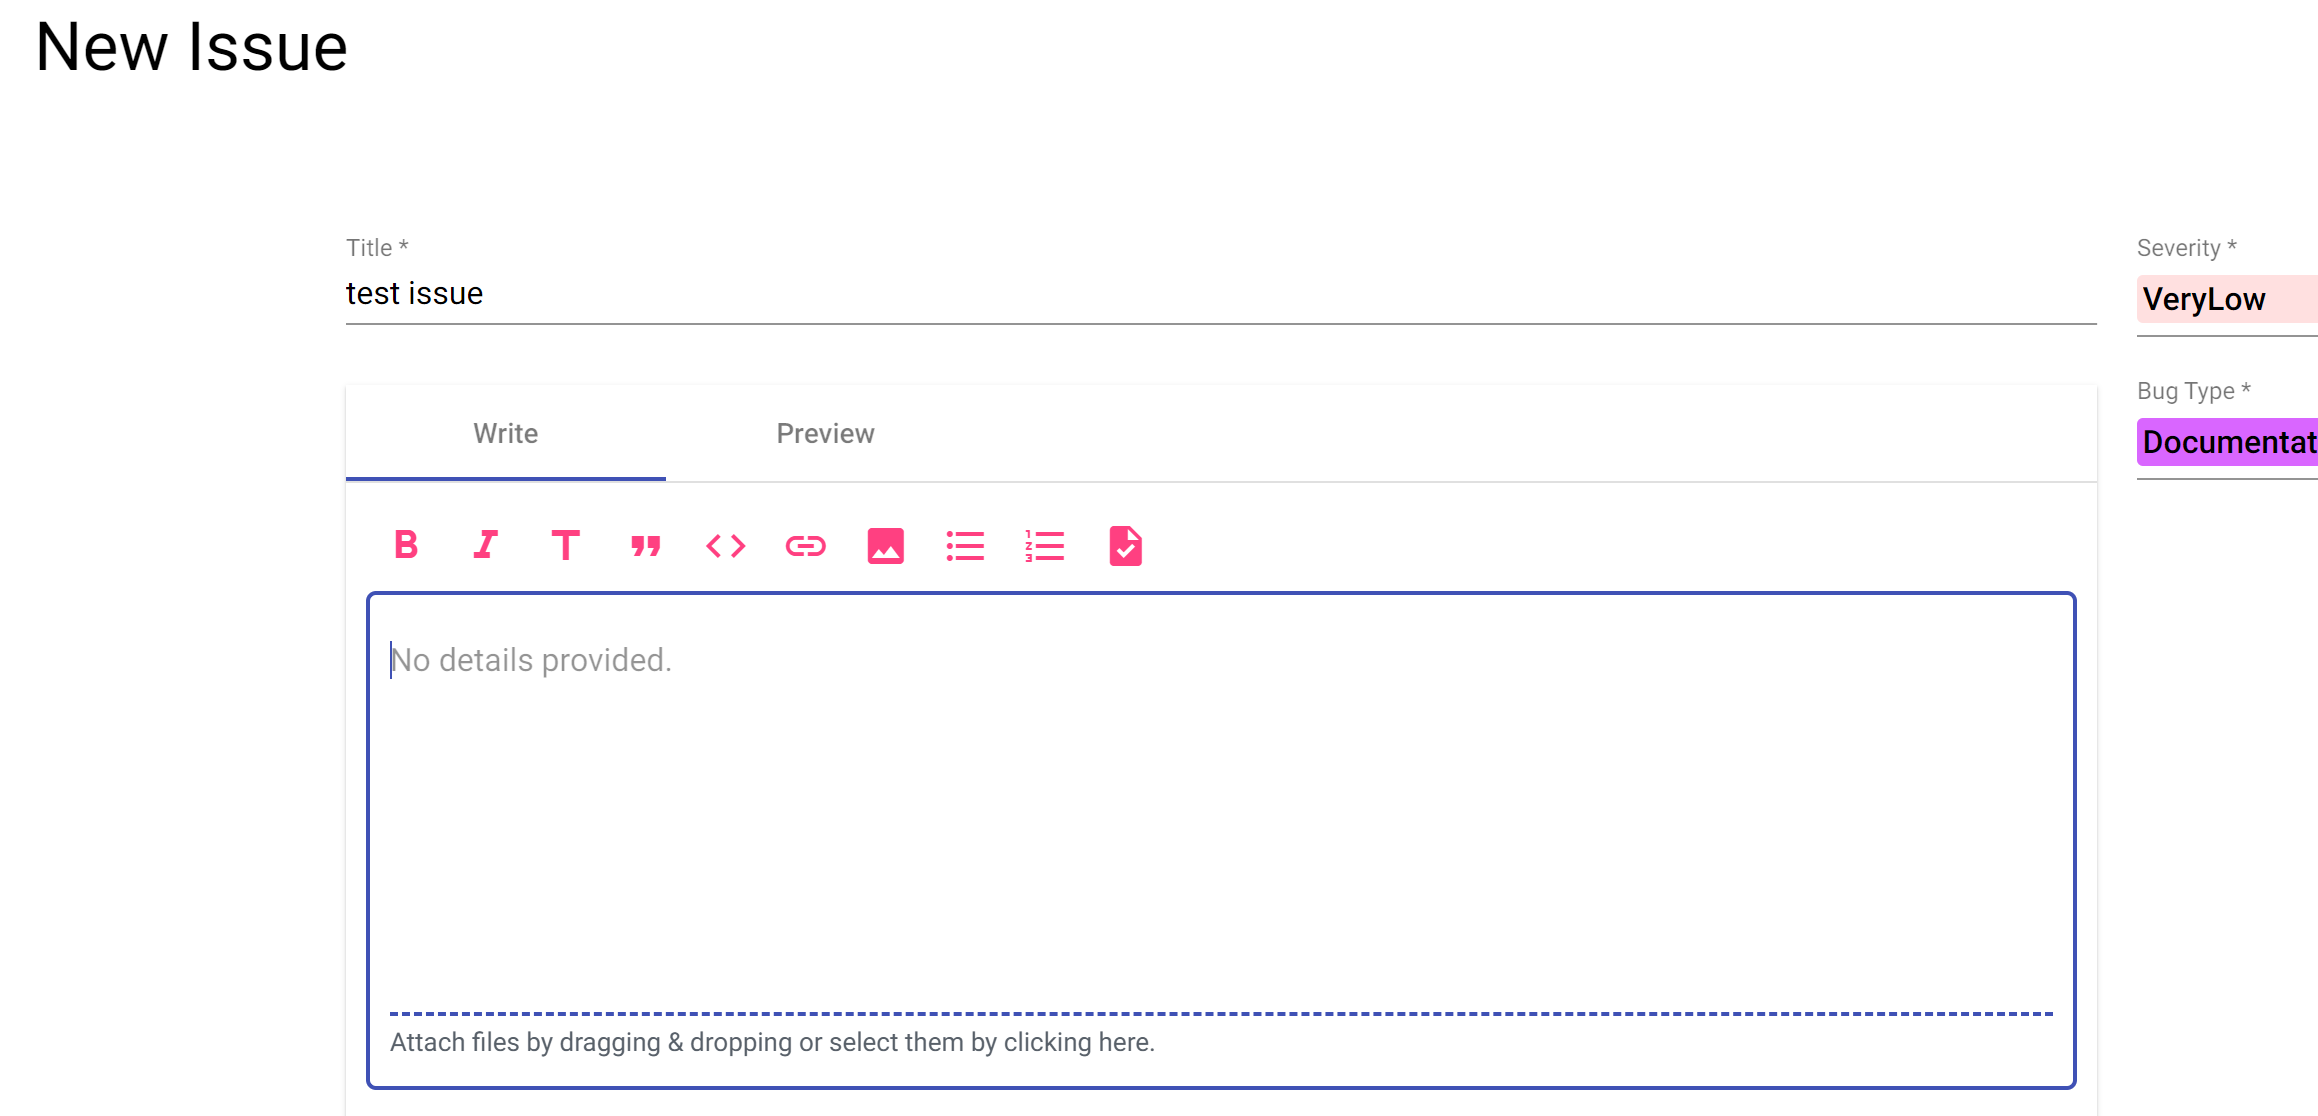 New Issue
Title *
test issue
Severity *
VeryLow
Bug Type *
Documentat
Write
Preview
No details provided.
Attach files by dragging & dropping or select them by clicking here.